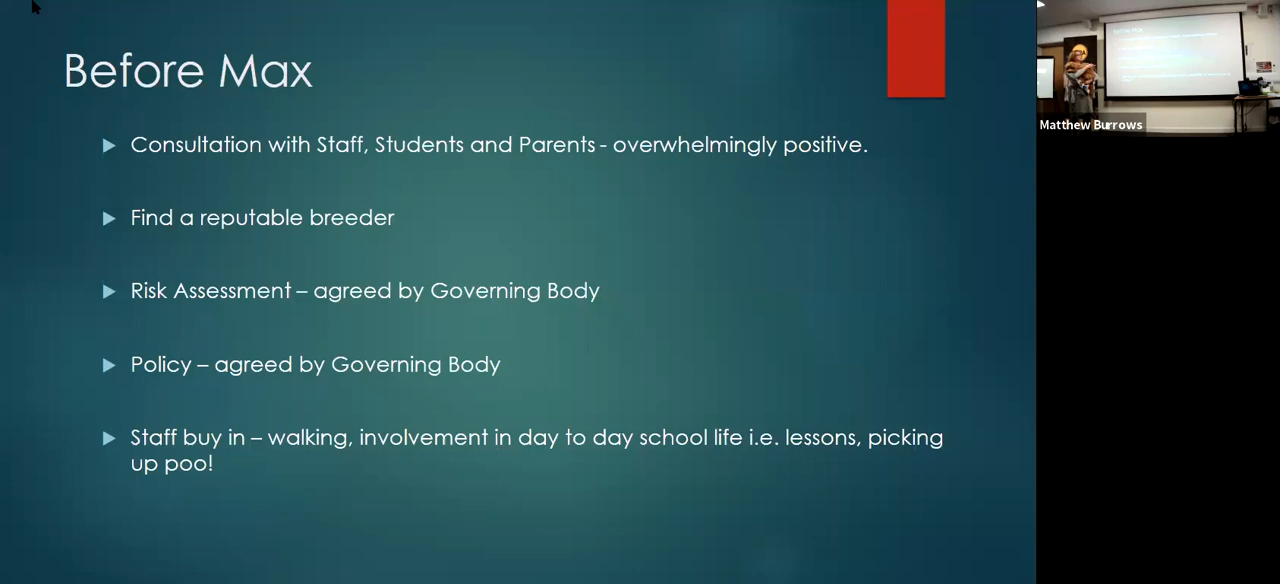 Before Max
Consultation with Staff, Students and Parents - overwhelmingly positive.
Find a reputable breeder
Risk Assessment – agreed by Governing Body
Policy – agreed by Governing Body
Staff buy in – walking, involvement in day to day school life i.e. lessons, picking
up poo!
Matthew Burrows